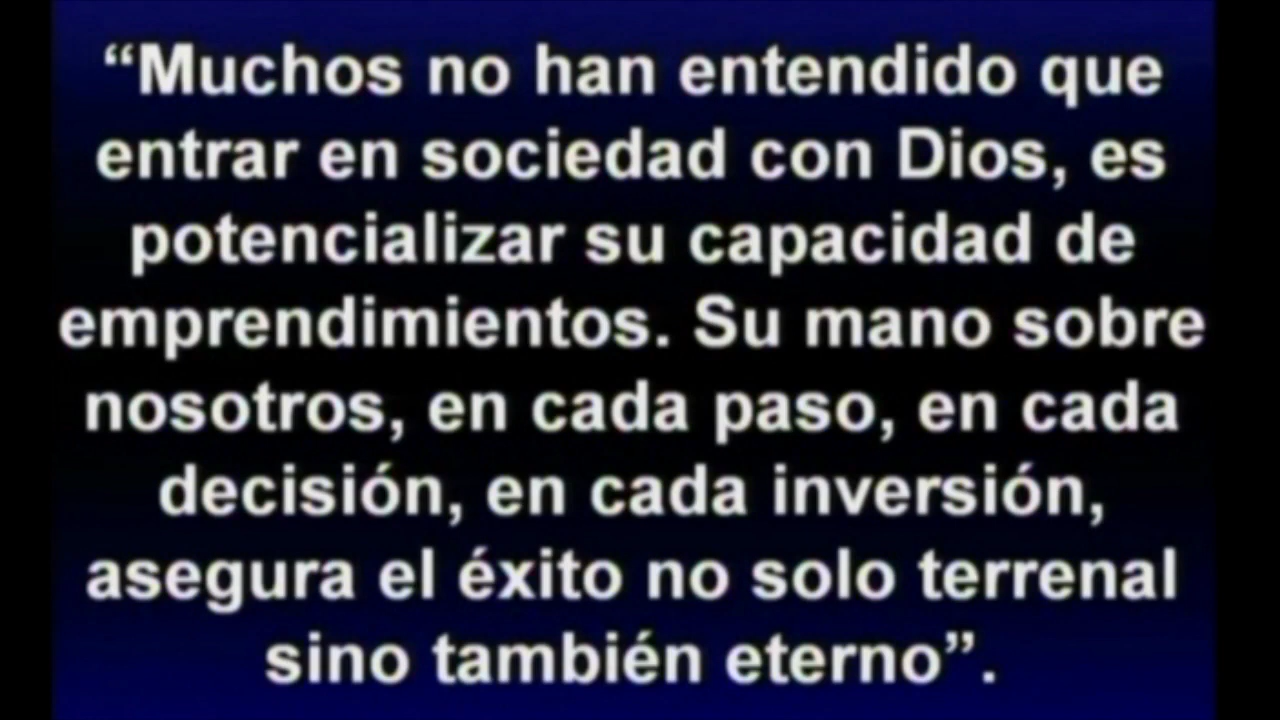 “Muchos no han entendido que
entrar en sociedad con Dios, es
potencializar su capacidad de
emprendimientos. Su mano sobre
nosotros, en cada paso, en cada
decisión, en cada inversión,
asegura el éxito no solo terrenal
sino también eterno”.